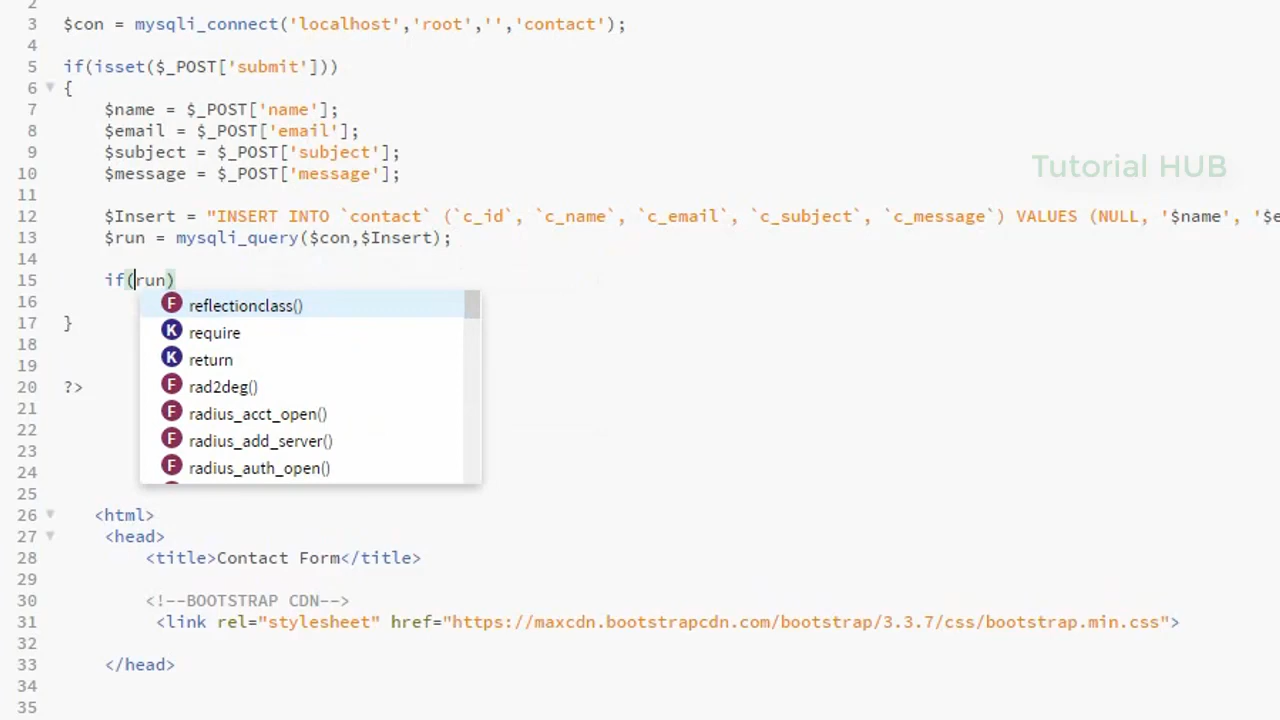 2
3 $con = mysqli_connect('localhost','root','','contact');
4
5 if(isset($_POST['submit']))
6 {
7 $name = $_POST['name'];
8 $email = $_POST['email'];
9 $subject = $_POST['subject'];
Tutorial HUB
10 $message = $_POST['message'];
11
12 $Insert = "INSERT INTO `contact` (`c_id`, `c_name`, `c_email`, `c_subject`, `c_message`) VALUES (NULL, '$name', '$e
13 $run = mysqli_query($con,$Insert);
14
15 if(run)
16
F reflectionclass()
17 }
K require
18
K return
19
20 ?>
F rad2deg()
21
F radius_acct_open()
22
F radius_add_server()
23
F radius_auth_open()
24
25
26 <html>
27 <head>
28 <title>Contact Form</title>
29
30 <!--BOOTSTRAP CDN-->
31 <link rel="stylesheet" href="https://maxcdn.bootstrapcdn.com/bootstrap/3.3.7/css/bootstrap.min.css">
32
33 </head>
34
35